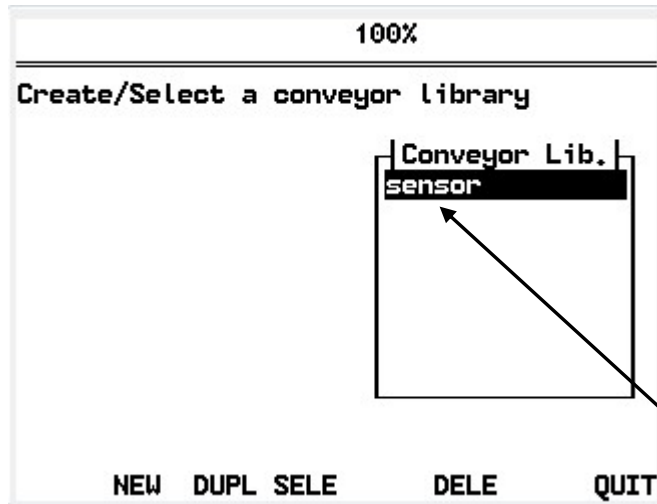 100%
Create/Select a conveyor library
Conveyor Lib.
sensor
NEW DUPL SELE DELE QUIT